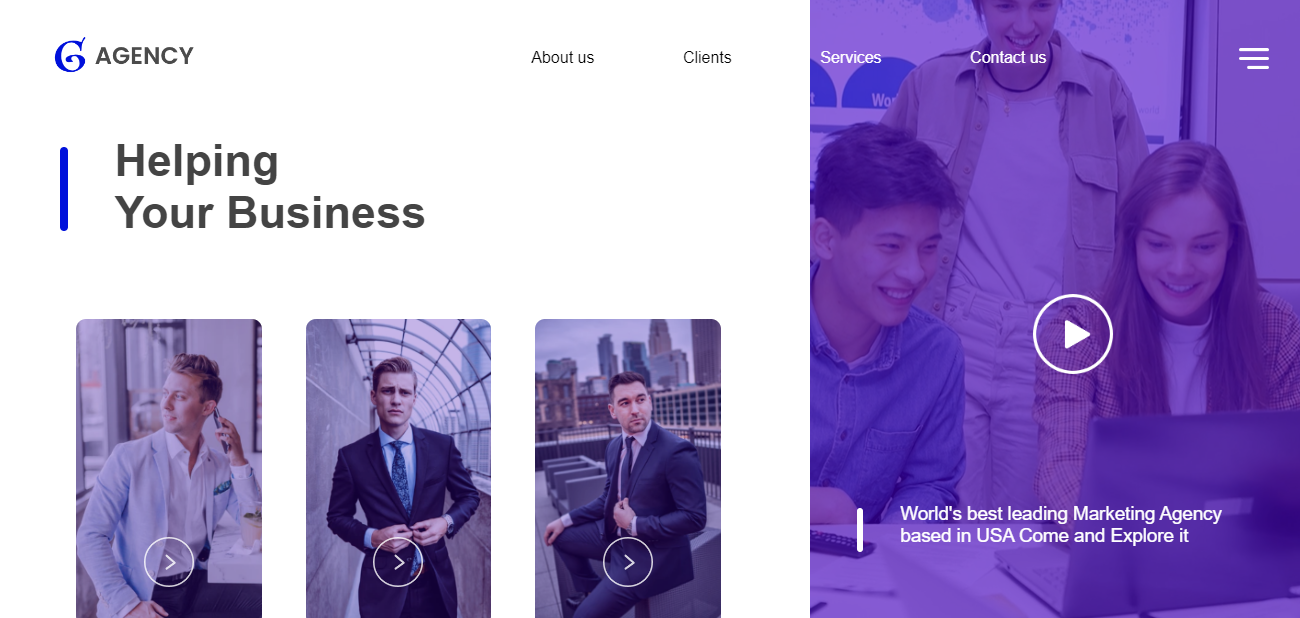 G AGENCY
About us
Clients
Services
Contact us
Helping
Your Business
World's best leading Marketing Agency
based in USA Come and Explore it